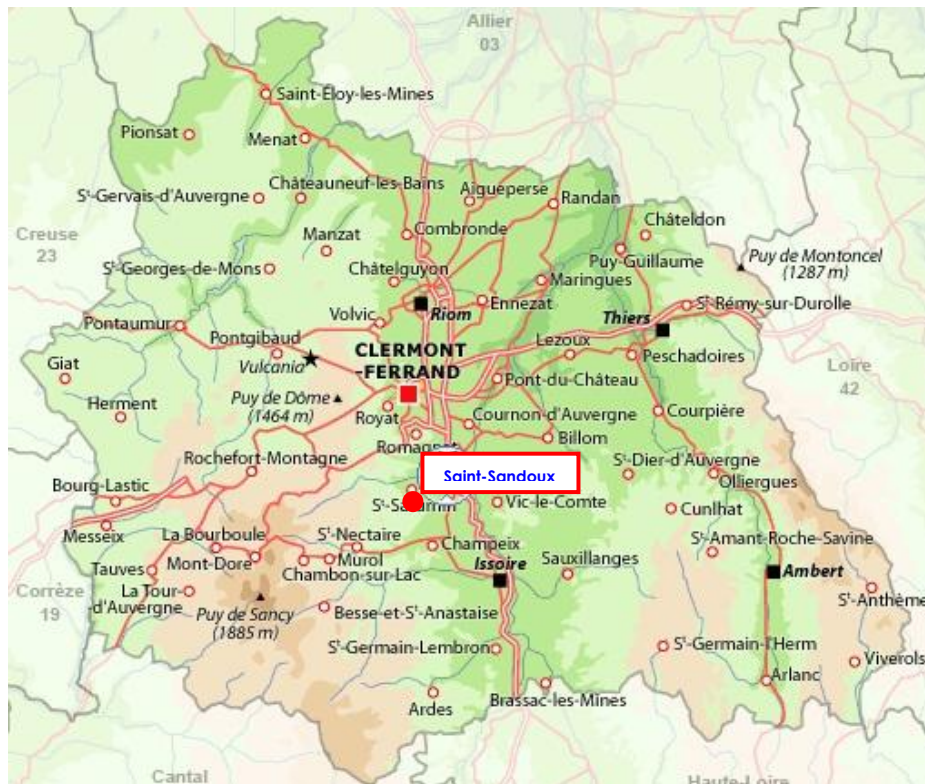 Allier
03
Saint-Éloy-les-Mines
Pionsat
Menat
Sᵗ-Gervais-d'Auvergne
Châteauneuf-les-Bains
Aigueperse
Randan
Creuse
23
Manzat
Combronde
Châteldon
Sᵗ-Georges-de-Mons
Châtelguyon
Maringues
Puy-Guillaume
Puy de Montoncel
(1287 m)
Pontaumur
Volvic
Riom
Ennezat
Thiers
Sᵗ-Rémy-sur-Durolle
Pontgibaud
Vulcania
CLERMONT
-FERRAND
Lezoux
Peschadoires
Loire
42
Giat
Herment
Puy de Dôme
(1464 m)
Royat
Pont-du-Château
Cournon-d'Auvergne
Courpière
Billom
Rochefort-Montagne
Saint-Sandoux
Sᵗ-Dier-d'Auvergne
Olliergues
Bourg-Lastic
Vic-le-Comte
Cunlhat
Messeix
La Bourboule
Sᵗ-Nectaire
Champeix
Sᵗ-Amant-Roche-Savine
Tauves
Mont-Dore
Murol
Chambon-sur-Lac
Issoire
Sauxillanges
Ambert
Corrèze
19
La Tour-
d'Auvergne
Puy de Sancy
(1885 m)
Besse-et-Sᵗ-Anastaise
Sᵗ-Anthème
Sᵗ-Germain-Lembron
Sᵗ-Germain-l'Herm
Viverols
Ardes
Brassac-les-Mines
Arlanc
Cantal
Haute-Loire